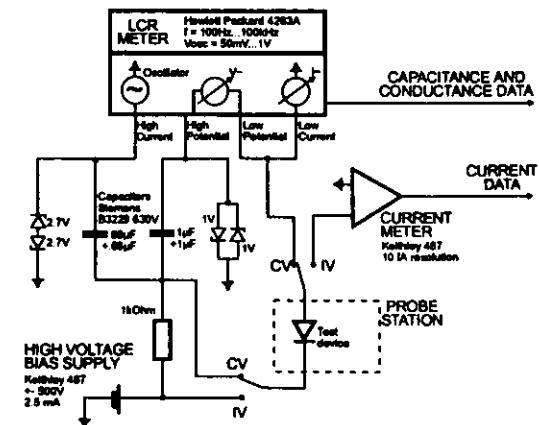 LCR
METER
Hewlett Packard 4263A
f = 100Hz...100kHz
Vosc = 50mV...1V
Oscillator
V
I
High
Current
High
Potential
Low
Potential
Low
Current
CAPACITANCE AND
CONDUCTANCE DATA
CURRENT
DATA
CURRENT
METER
Keithley 487
10 fA resolution
2.7V
2.7V
Capacitors
Siemens
B3229 630V
1µF
+1µF
1V
1V
CV
IV
1kOhm
PROBE
STATION
Test
device
HIGH VOLTAGE
BIAS SUPPLY
Keithley 487
+- 500V
2.5 mA
CV
IV